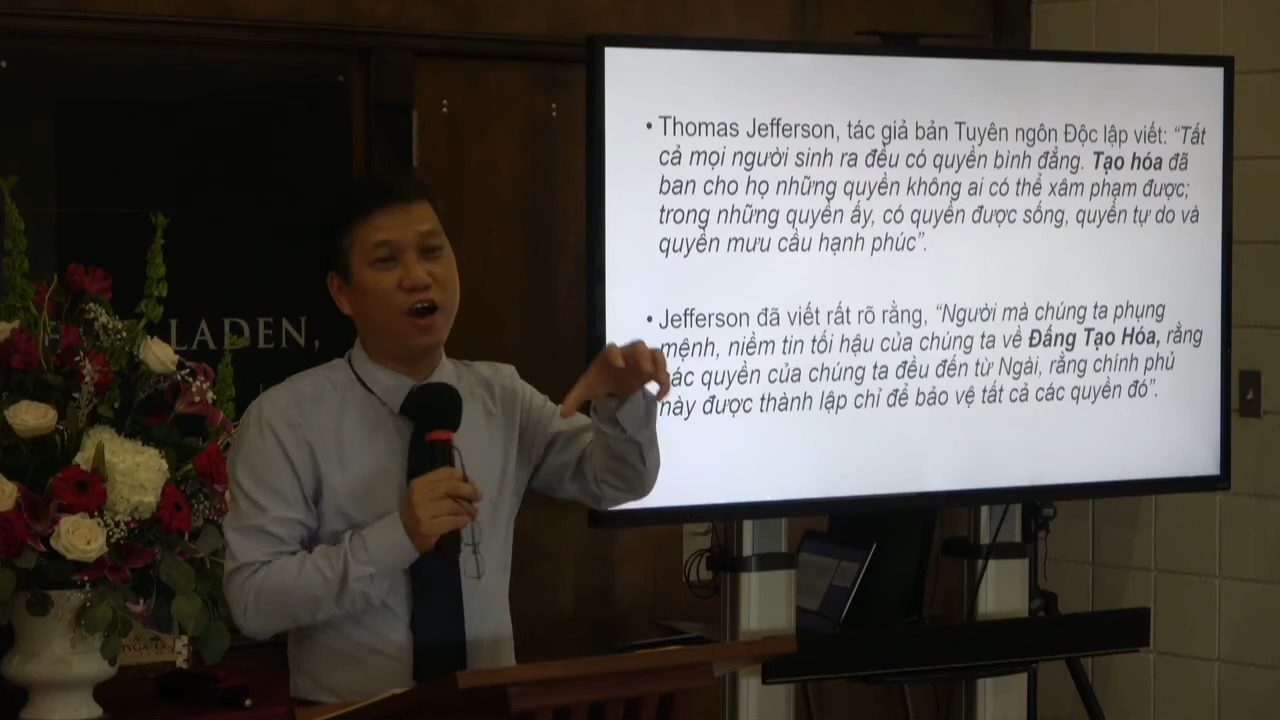 • Thomas Jefferson, tác giả bản Tuyên ngôn Độc lập viết: “Tất
cả mọi người sinh ra đều có quyền bình đẳng. Tạo hóa đã
ban cho họ những quyền không ai có thể xâm phạm được;
trong những quyền ấy, có quyền được sống, quyền tự do và
quyền mưu cầu hạnh phúc”.
• Jefferson đã viết rất rõ rằng, “Người mà chúng ta phụng
mệnh, niềm tin tối hậu của chúng ta về Đấng Tạo Hóa, rằng
các quyền của chúng ta đều đến từ Ngài, rằng chính phủ
này được thành lập chỉ để bảo vệ tất cả các quyền đó”.
LADEN,